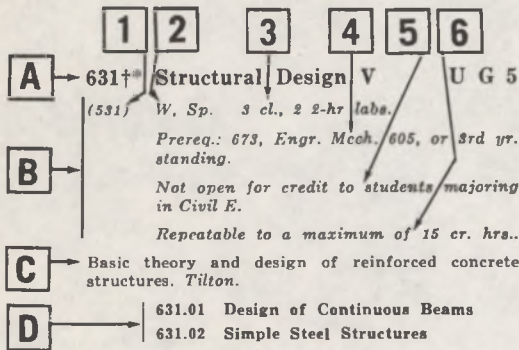 1 2 3 4 5 6
A 631†* Structural Design V U G 5
(531) W, Sp. 3 cl., 2 2-hr labs.
B Prereq.: 673, Engr. Mech. 605, or 3rd yr.
standing.
Not open for credit to students majoring
in Civil E.
Repeatable to a maximum of 15 cr. hrs..
C Basic theory and design of reinforced concrete
structures. Tilton.
D 631.01 Design of Continuous Beams
631.02 Simple Steel Structures